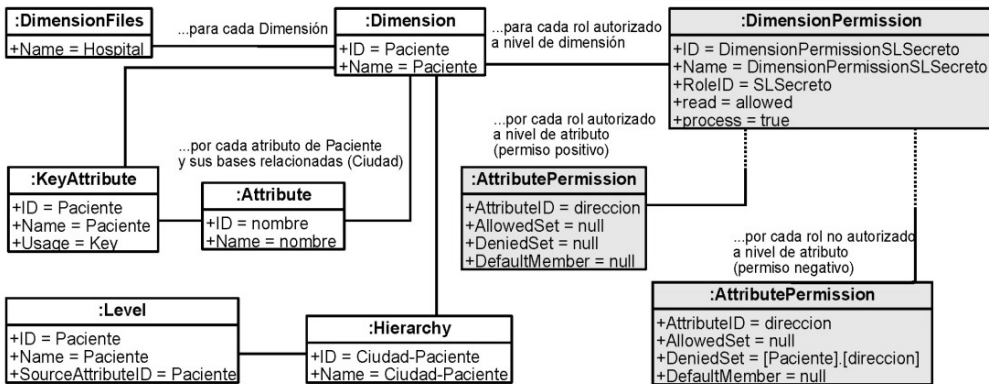 :DimensionFiles
+Name = Hospital
...para cada Dimensión
:Dimension
+ID = Paciente
+Name = Paciente
...para cada rol autorizado
a nivel de dimensión
:DimensionPermission
+ID = DimensionPermissionSLSecreto
+Name = DimensionPermissionSLSecreto
+RoleID = SLSecreto
+read = allowed
+process = true
...por cada atributo de Paciente
y sus bases relacionadas (Ciudad)
...por cada rol autorizado
a nivel de atributo
(permiso positivo)
:KeyAttribute
+ID = Paciente
+Name = Paciente
+Usage = Key
:Attribute
+ID = nombre
+Name = nombre
:AttributePermission
+AttributeID = direccion
+AllowedSet = null
+DeniedSet = null
+DefaultMember = null
...por cada rol no autorizado
a nivel de atributo
(permiso negativo)
:Level
+ID = Paciente
+Name = Paciente
+SourceAttributeID = Paciente
:Hierarchy
+ID = Ciudad-Paciente
+Name = Ciudad-Paciente
:AttributePermission
+AttributeID = direccion
+AllowedSet = null
+DeniedSet = [Paciente].[direccion]
+DefaultMember = null